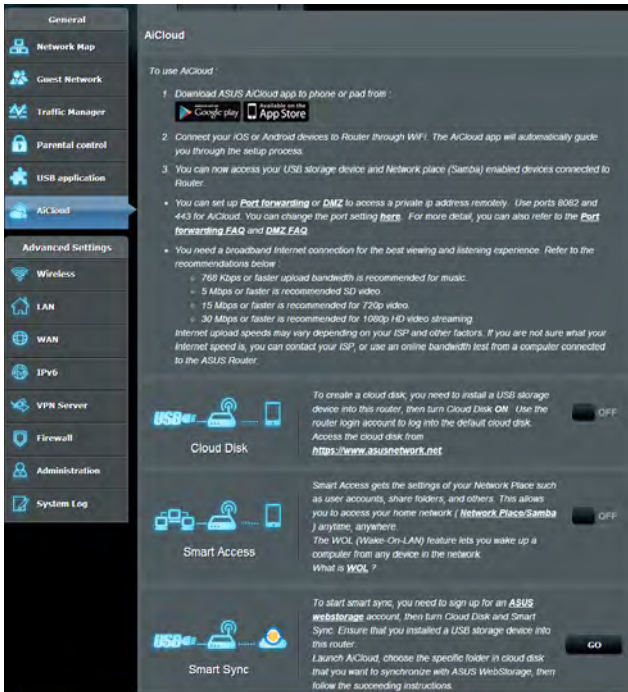 General
Network Map
Guest Network
Traffic Manager
Parental control
USB application
AiCloud
Advanced Settings
Wireless
LAN
WAN
IPv6
VPN Server
Firewall
Administration
System Log
AiCloud
To use AiCloud :
1 Download ASUS AiCloud app to phone or pad from :
Google play
Available on the
App Store
2 Connect your iOS or Android devices to Router through WiFi. The AiCloud app will automatically guide
you through the setup process.
3 You can now access your USB storage device and Network place (Samba) enabled devices connected to
Router.
• You can set up Port forwarding or DMZ to access a private ip address remotely. Use ports 8082 and
443 for AiCloud. You can change the port setting here. For more detail, you can also refer to the Port
forwarding FAQ and DMZ FAQ.
• You need a broadband Internet connection for the best viewing and listening experience. Refer to the
recommendations below :
768 Kbps or faster upload bandwidth is recommended for music.
5 Mbps or faster is recommended SD video.
15 Mbps or faster is recommended for 720p video.
30 Mbps or faster is recommended for 1080p HD video streaming.
Internet upload speeds may vary depending on your ISP and other factors. If you are not sure what your
Internet speed is, you can contact your ISP, or use an online bandwidth test from a computer connected
to the ASUS Router.
USB
Cloud Disk
To create a cloud disk, you need to install a USB storage
device into this router, then turn Cloud Disk ON. Use the
router login account to log into the default cloud disk.
Access the cloud disk from
https://www.asusnetwork.net.
OFF
Smart Access
Smart Access gets the settings of your Network Place such
as user accounts, share folders, and others. This allows
you to access your home network ( Network Place/Samba
) anytime, anywhere.
The WOL (Wake-On-LAN) feature lets you wake up a
computer from any device in the network.
What is WOL ?
OFF
USB
Smart Sync
To start smart sync, you need to sign up for an ASUS
webstorage account, then turn Cloud Disk and Smart
Sync. Ensure that you installed a USB storage device into
this router.
Launch AiCloud, choose the specific folder in cloud disk
that you want to synchronize with ASUS WebStorage, then
follow the succeeding instructions.
GO